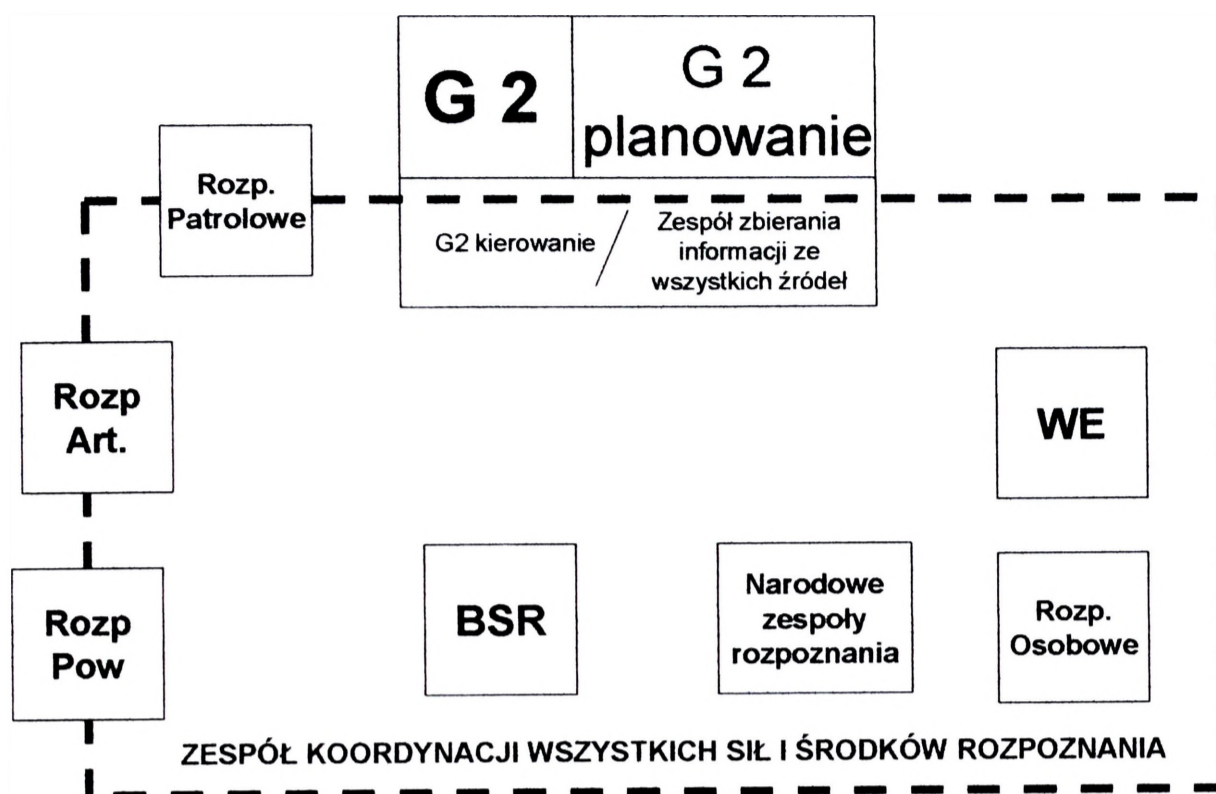 G 2
G 2
planowanie
Rozp.
Patrolowe
G2 kierowanie
Zespół zbierania
informacji ze
wszystkich źródeł
Rozp
Art.
WE
Rozp
Pow
BSR
Narodowe
zespoły
rozpoznania
Rozp.
Osobowe
ZESPÓŁ KOORDYNACJI WSZYSTKICH SIŁ I ŚRODKÓW ROZPOZNANIA